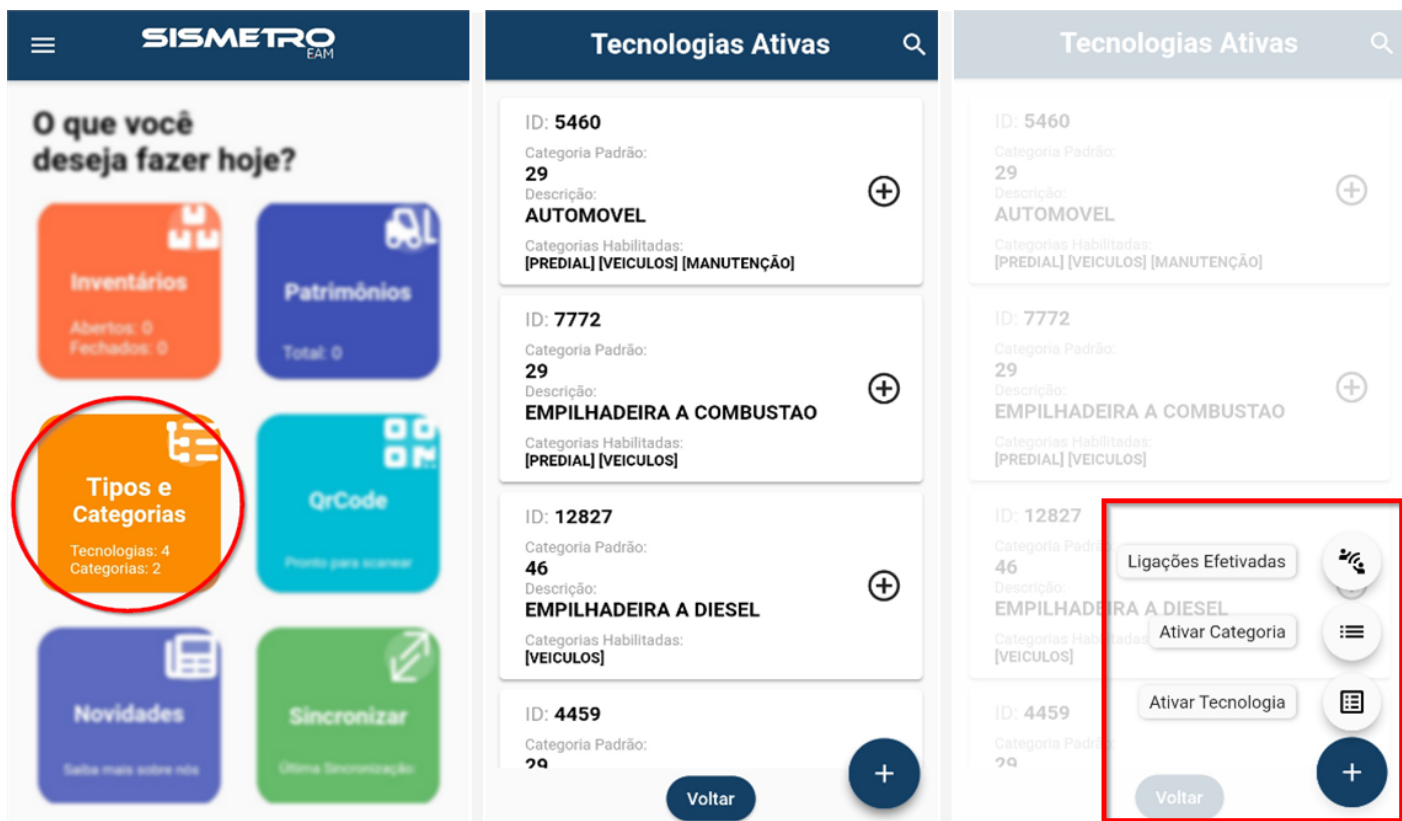 SISMETRO
EAM
O que você
deseja fazer hoje?
Inventários
Abertos: 0
Fechados: 0
Patrimônios
Total: 0
Tipos e
Categorias
Tecnologias: 4
Categorias: 2
QrCode
Pronto para scanear
Novidades
Saiba mais sobre nós
Sincronizar
Última Sincronização:
Tecnologias Ativas
ID: 5460
Categoria Padrão:
29
Descrição:
AUTOMOVEL
Categorias Habilitadas:
[PREDIAL] [VEICULOS] [MANUTENÇÃO]
ID: 7772
Categoria Padrão:
29
Descrição:
EMPILHADEIRA A COMBUSTAO
Categorias Habilitadas:
[PREDIAL] [VEICULOS]
ID: 12827
Categoria Padrão:
46
Descrição:
EMPILHADEIRA A DIESEL
Categorias Habilitadas:
[VEICULOS]
ID: 4459
Categoria Padrão:
29
Voltar
Tecnologias Ativas
ID: 5460
Categoria Padrão:
29
Descrição:
AUTOMOVEL
Categorias Habilitadas:
[PREDIAL] [VEICULOS] [MANUTENÇÃO]
ID: 7772
Categoria Padrão:
29
Descrição:
EMPILHADEIRA A COMBUSTAO
Categorias Habilitadas:
[PREDIAL] [VEICULOS]
ID: 12827
Categoria Padrão:
46
Descrição:
EMPILHADEIRA A DIESEL
[VEICULOS]
ID: 4459
29
Ligações Efetivadas
Ativar Categoria
Ativar Tecnologia
Voltar